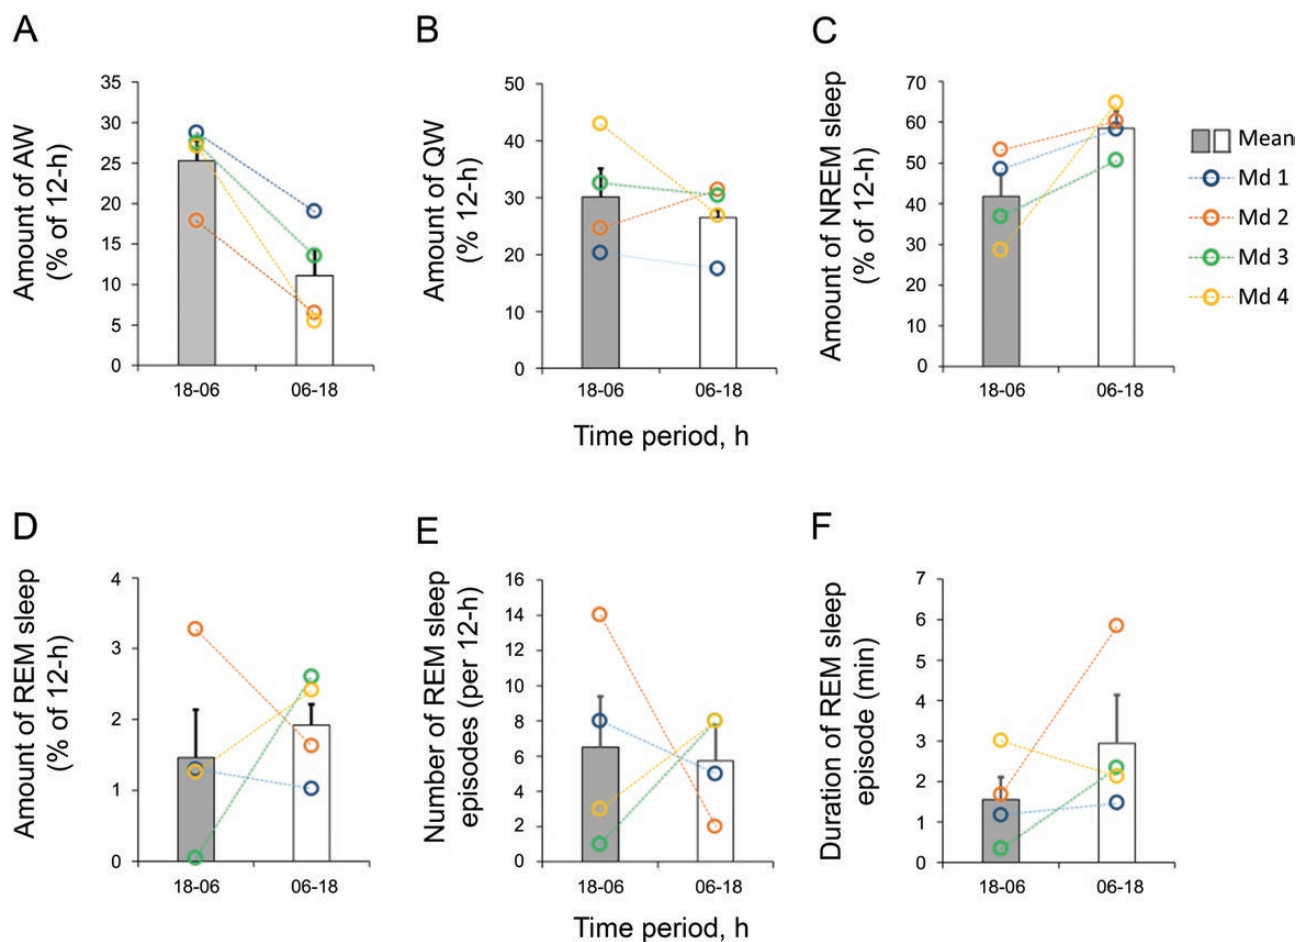 A
Amount of AW
(% of 12-h)
35
30
25
20
15
10
5
0
18-06
06-18
B
Amount of QW
(% 12-h)
50
40
30
20
10
0
18-06
06-18
Time period, h
C
Amount of NREM sleep
(% of 12-h)
70
60
50
40
30
20
10
0
18-06
06-18
Mean
Md 1
Md 2
Md 3
Md 4
D
Amount of REM sleep
(% of 12-h)
4
3
2
1
0
18-06
06-18
E
Number of REM sleep
episodes (per 12-h)
16
14
12
10
8
6
4
2
0
18-06
06-18
Time period, h
F
Duration of REM sleep
episode (min)
7
6
5
4
3
2
1
0
18-06
06-18